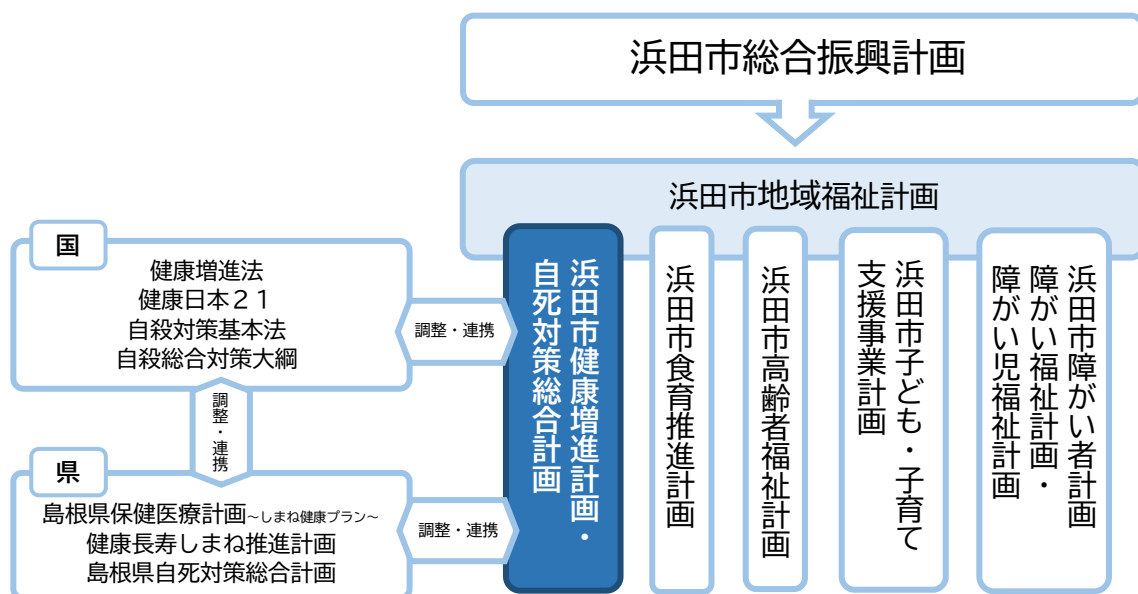 浜田市総合振興計画
浜田市地域福祉計画
国
健康増進法
健康日本２１
自殺対策基本法
自殺総合対策大綱
調整・連携
調整・連携
県
島根県保健医療計画～しまね健康プラン～
健康長寿しまね推進計画
島根県自死対策総合計画
調整・連携
浜田市健康増進計画・
自死対策総合計画
浜田市食育推進計画
浜田市高齢者福祉計画
浜田市子ども・子育て
支援事業計画
浜田市障がい者計画
障がい福祉計画・
障がい児福祉計画